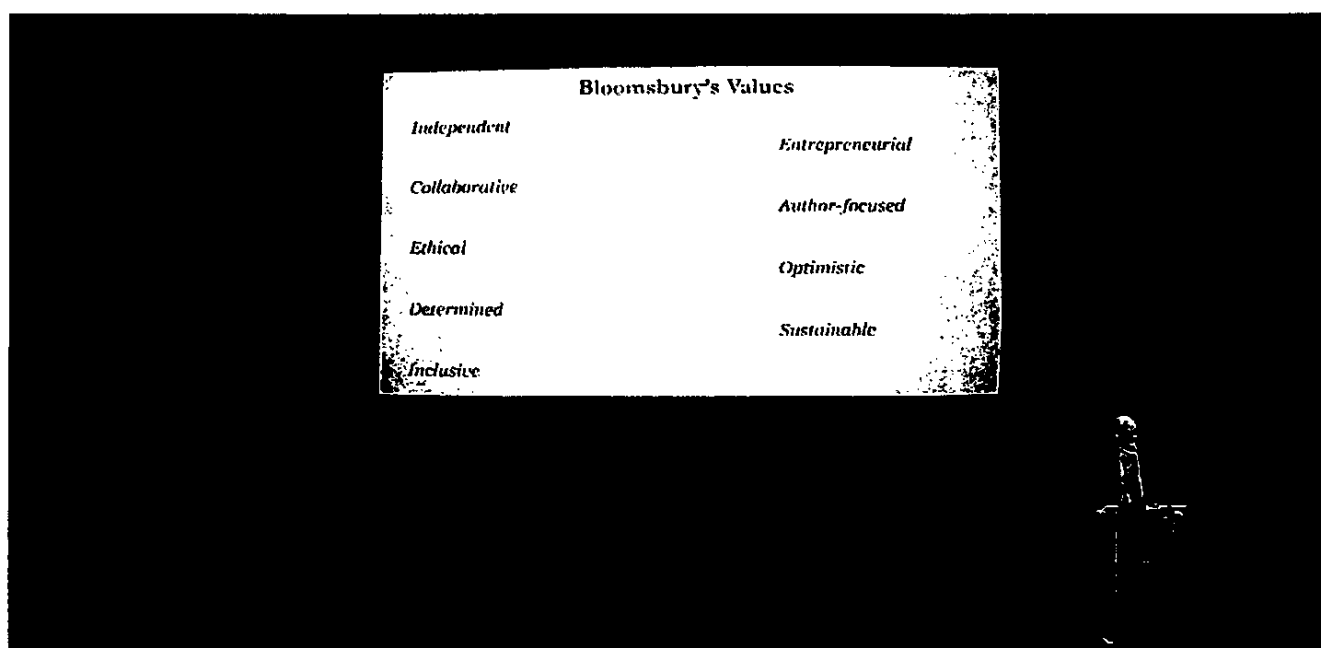 Bloomsbury's Values
Independent
Collaborative
Ethical
Determined
Inclusive
Entrepreneurial
Author-focused
Optimistic
Sustainable